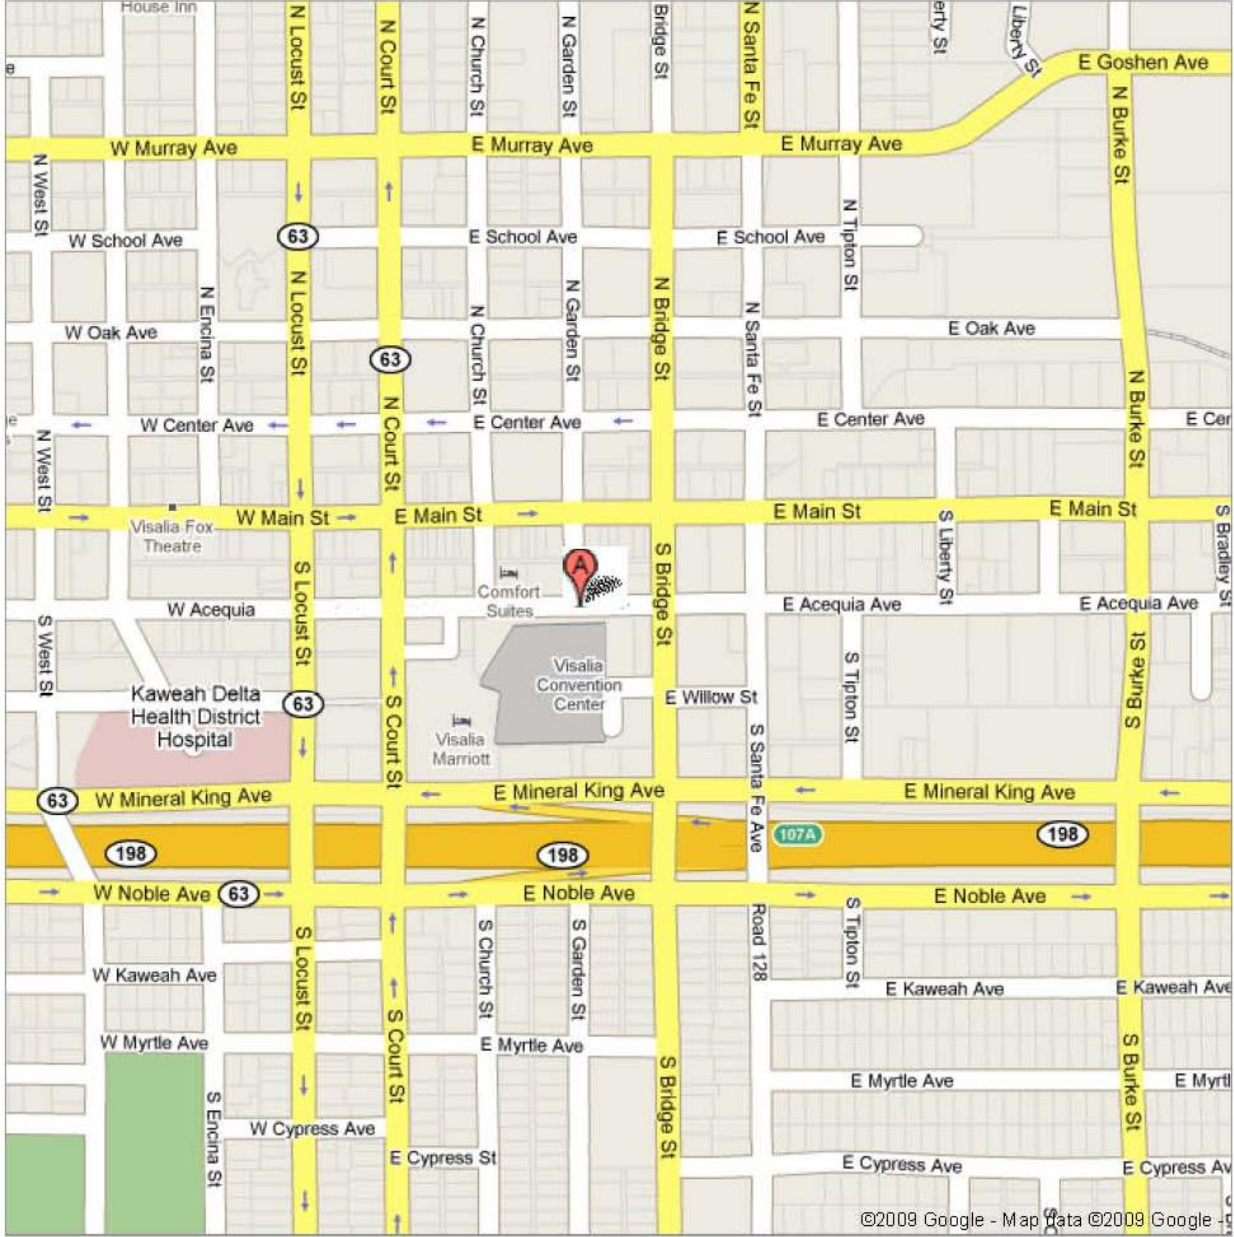 House Inn
N Locust St
N Court St
N Church St
N Garden St
Bridge St
N Santa Fe St
erty St
Liberty St
E Goshen Ave
N Burke St
W Murray Ave
E Murray Ave
E Murray Ave
N West St
W School Ave
63
E School Ave
E School Ave
N Tipton St
N Encina St
N Locust St
N Church St
N Garden St
N Bridge St
N Santa Fe St
W Oak Ave
E Oak Ave
63
N Court St
N Burke St
W Center Ave
E Center Ave
E Center Ave
E Cen
N West St
W Main St
E Main St
E Main St
E Main St
Visalia Fox
Theatre
S Locust St
A
S Bridge St
S Liberty St
S Bradley St
Comfort
Suites
W Acequia
E Acequia Ave
E Acequia Ave
S West St
Visalia
Convention
Center
S Tipton St
S Burke St
Kaweah Delta
Health District
Hospital
63
E Willow St
S Court St
Visalia
Marriott
S Santa Fe Ave
63
W Mineral King Ave
E Mineral King Ave
E Mineral King Ave
198
198
107A
198
W Noble Ave
63
E Noble Ave
E Noble Ave
S Locust St
S Church St
S Garden St
Road 128
S Tipton St
W Kaweah Ave
E Kaweah Ave
E Kaweah Ave
S Court St
W Myrtle Ave
E Myrtle Ave
S Bridge St
S Burke St
E Myrtle Ave
E Myrtl
S Encina St
W Cypress Ave
E Cypress St
E Cypress Ave
E Cypress Av
©2009 Google - Map data ©2009 Google -